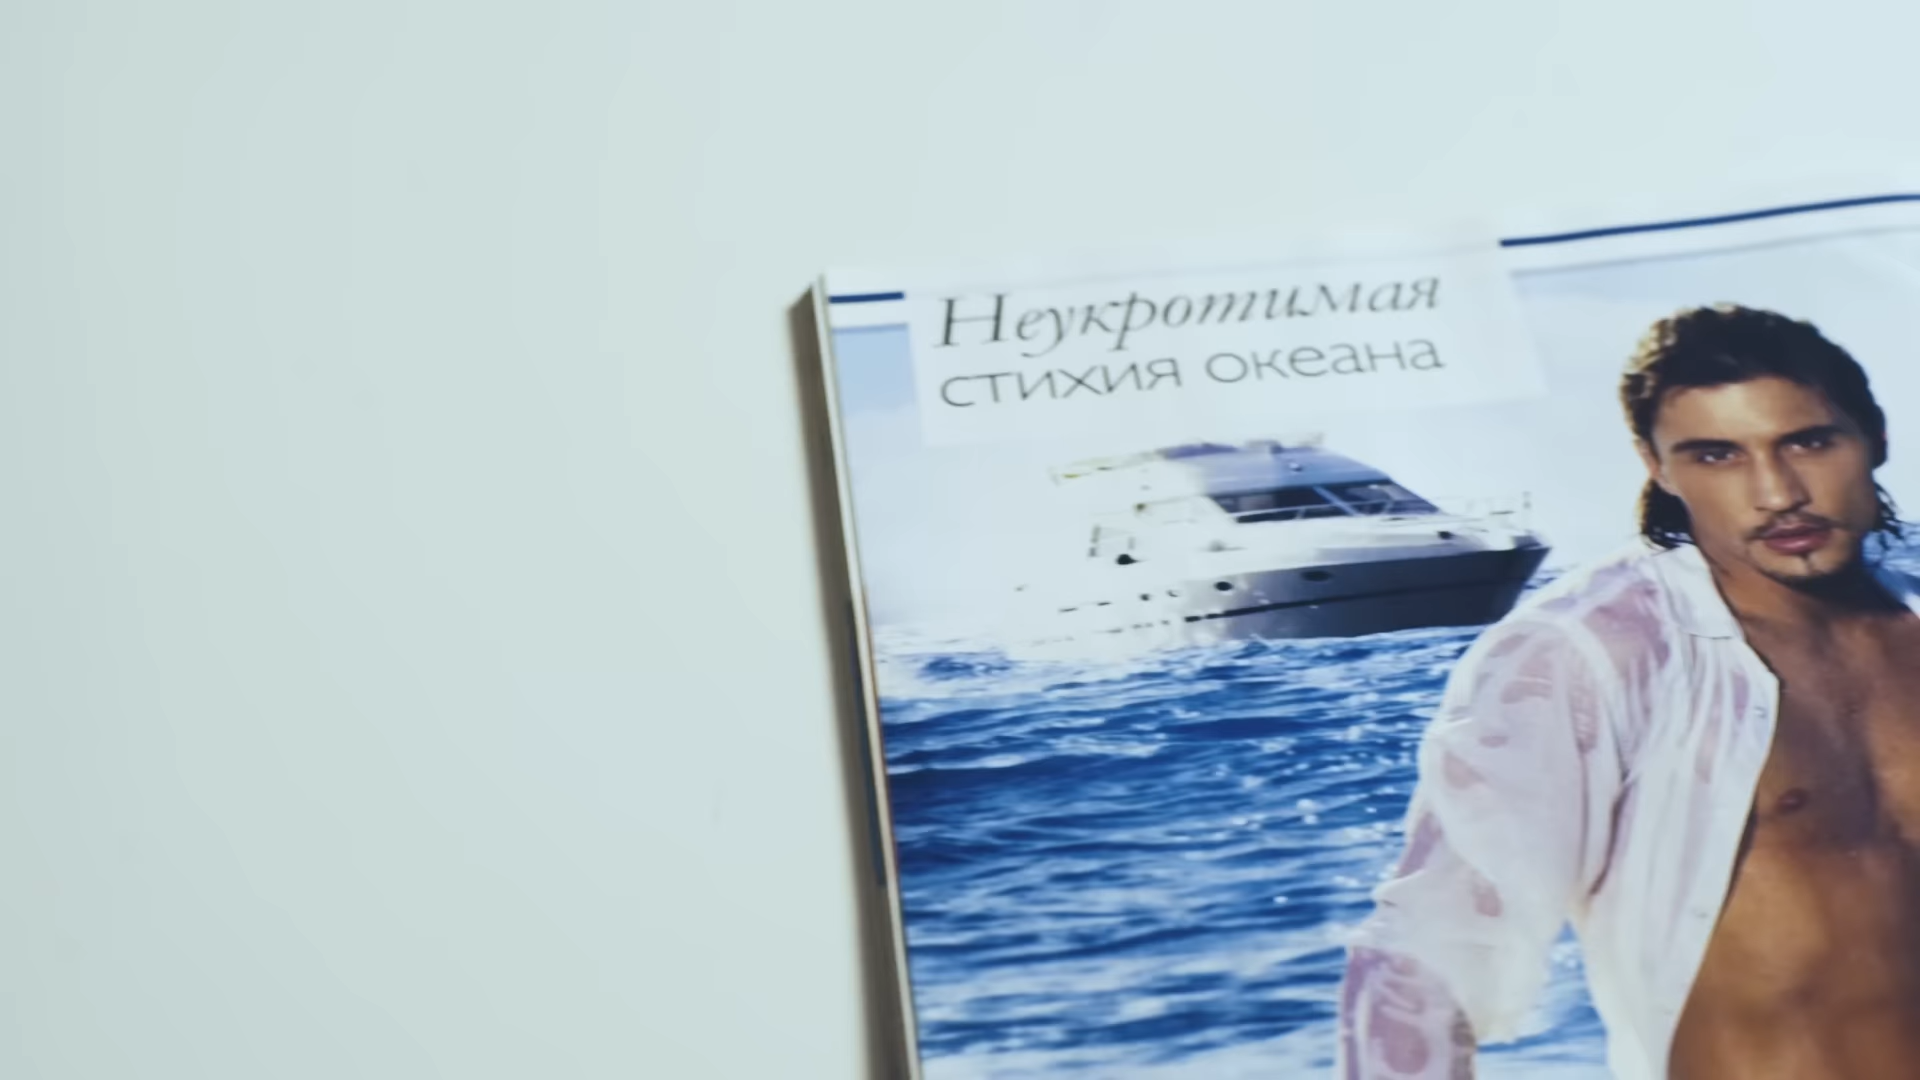 Неукротимая
стихия океана